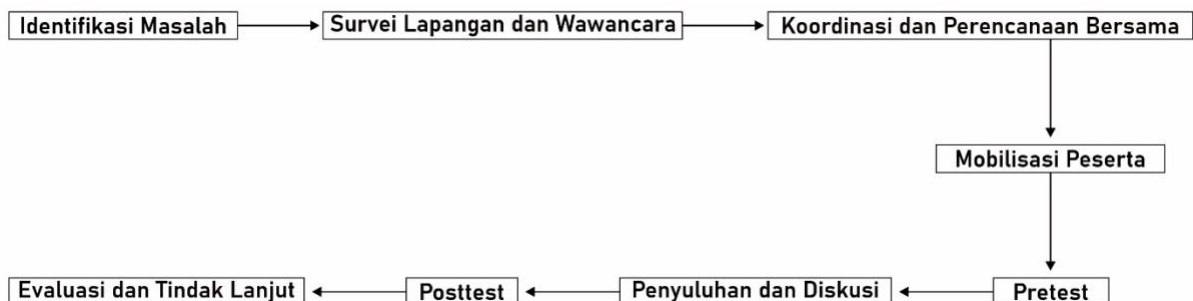 Identifikasi Masalah
Survei Lapangan dan Wawancara
Koordinasi dan Perencanaan Bersama
Mobilisasi Peserta
Pretest
Penyuluhan dan Diskusi
Posttest
Evaluasi dan Tindak Lanjut